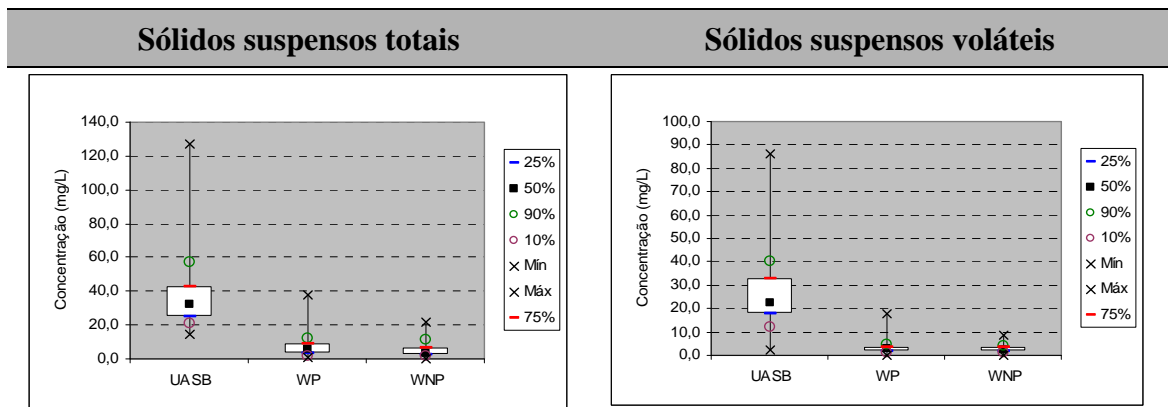 Sólidos suspensos totais
Sólidos suspensos voláteis
Concentração (mg/L)
140,0
120,0
100,0
80,0
60,0
40,0
20,0
0,0
UASB WP WNP
25%
50%
90%
10%
Mín
Máx
75%
Concentração (mg/L)
100,0
90,0
80,0
70,0
60,0
50,0
40,0
30,0
20,0
10,0
0,0
UASB WP WNP
25%
50%
90%
10%
Mín
Máx
75%